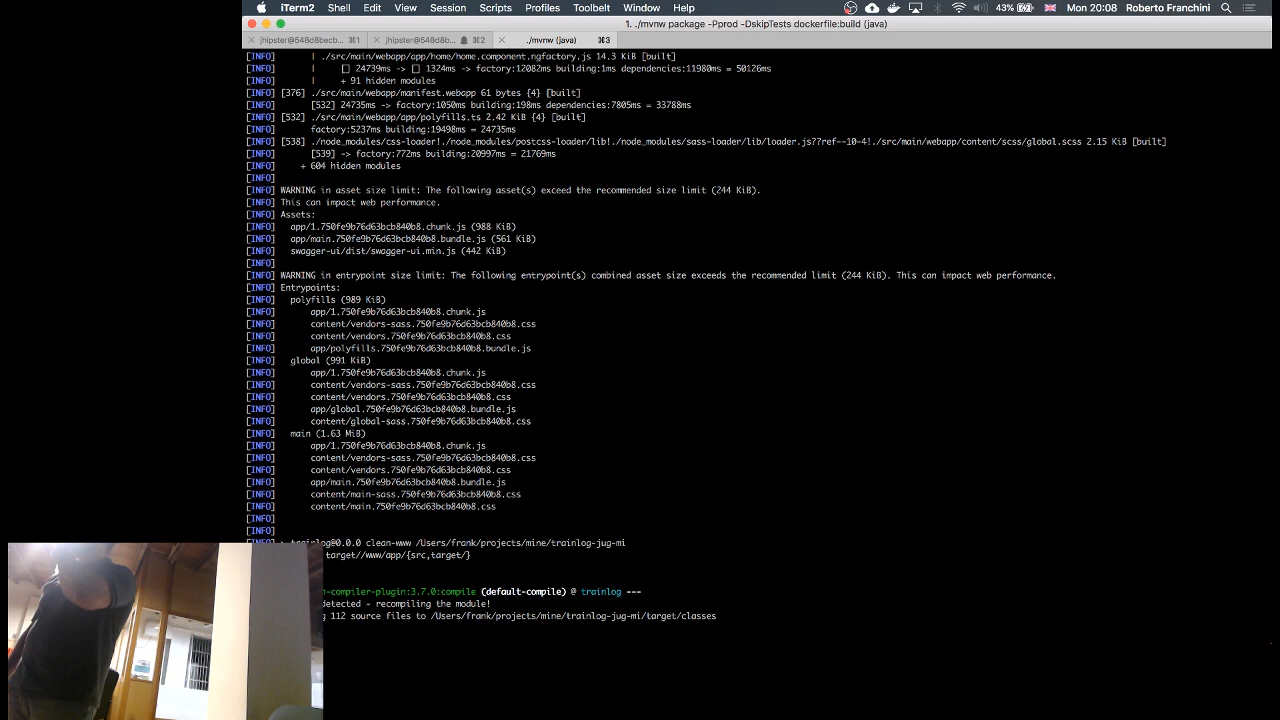 iTerm2 Shell Edit View Session Scripts Profiles Toolbelt Window Help 43% Mon 20:08 Roberto Franchini
1. ./mvnw package -Pprod -DskipTests dockerfile:build (java)
jhipster@648d8becb... ⌘1 jhipster@648d8b... ⌘2 ./mvnw (java) ⌘3
[INFO] | ./src/main/webapp/app/home/home.component.ngfactory.js 14.3 KiB [built]
[INFO] | [] 24739ms -> [] 1324ms -> factory:12082ms building:1ms dependencies:11980ms = 50126ms
[INFO] | + 91 hidden modules
[INFO] [376] ./src/main/webapp/manifest.webapp 61 bytes {4} [built]
[INFO] [532] 24735ms -> factory:1050ms building:198ms dependencies:7805ms = 33788ms
[INFO] [532] ./src/main/webapp/app/polyfills.ts 2.42 KiB {4} [built]
[INFO] factory:5237ms building:19498ms = 24735ms
[INFO] [538] ./node_modules/css-loader!./node_modules/postcss-loader/lib!./node_modules/sass-loader/lib/loader.js??ref--10-4!./src/main/webapp/content/scss/global.scss 2.15 KiB [built]
[INFO] [539] -> factory:772ms building:20997ms = 21769ms
[INFO] + 604 hidden modules
[INFO]
[INFO] WARNING in asset size limit: The following asset(s) exceed the recommended size limit (244 KiB).
[INFO] This can impact web performance.
[INFO] Assets:
[INFO] app/1.750fe9b76d63bcb840b8.chunk.js (988 KiB)
[INFO] app/main.750fe9b76d63bcb840b8.bundle.js (561 KiB)
[INFO] swagger-ui/dist/swagger-ui.min.js (442 KiB)
[INFO]
[INFO] WARNING in entrypoint size limit: The following entrypoint(s) combined asset size exceeds the recommended limit (244 KiB). This can impact web performance.
[INFO] Entrypoints:
[INFO] polyfills (989 KiB)
[INFO] app/1.750fe9b76d63bcb840b8.chunk.js
[INFO] content/vendors-sass.750fe9b76d63bcb840b8.css
[INFO] content/vendors.750fe9b76d63bcb840b8.css
[INFO] app/polyfills.750fe9b76d63bcb840b8.bundle.js
[INFO] global (991 KiB)
[INFO] app/1.750fe9b76d63bcb840b8.chunk.js
[INFO] content/vendors-sass.750fe9b76d63bcb840b8.css
[INFO] content/vendors.750fe9b76d63bcb840b8.css
[INFO] app/global.750fe9b76d63bcb840b8.bundle.js
[INFO] content/global-sass.750fe9b76d63bcb840b8.css
[INFO] main (1.63 MiB)
[INFO] app/1.750fe9b76d63bcb840b8.chunk.js
[INFO] content/vendors-sass.750fe9b76d63bcb840b8.css
[INFO] content/vendors.750fe9b76d63bcb840b8.css
[INFO] app/main.750fe9b76d63bcb840b8.bundle.js
[INFO] content/main-sass.750fe9b76d63bcb840b8.css
[INFO] content/main.750fe9b76d63bcb840b8.css
[INFO]
[INFO]
[INFO] > trainlog@0.0.0 clean-www /Users/frank/projects/mine/trainlog-jug-mi
target//www/app/{src,target/}
-compiler-plugin:3.7.0:compile (default-compile) @ trainlog ---
detected - recompiling the module!
112 source files to /Users/frank/projects/mine/trainlog-jug-mi/target/classes